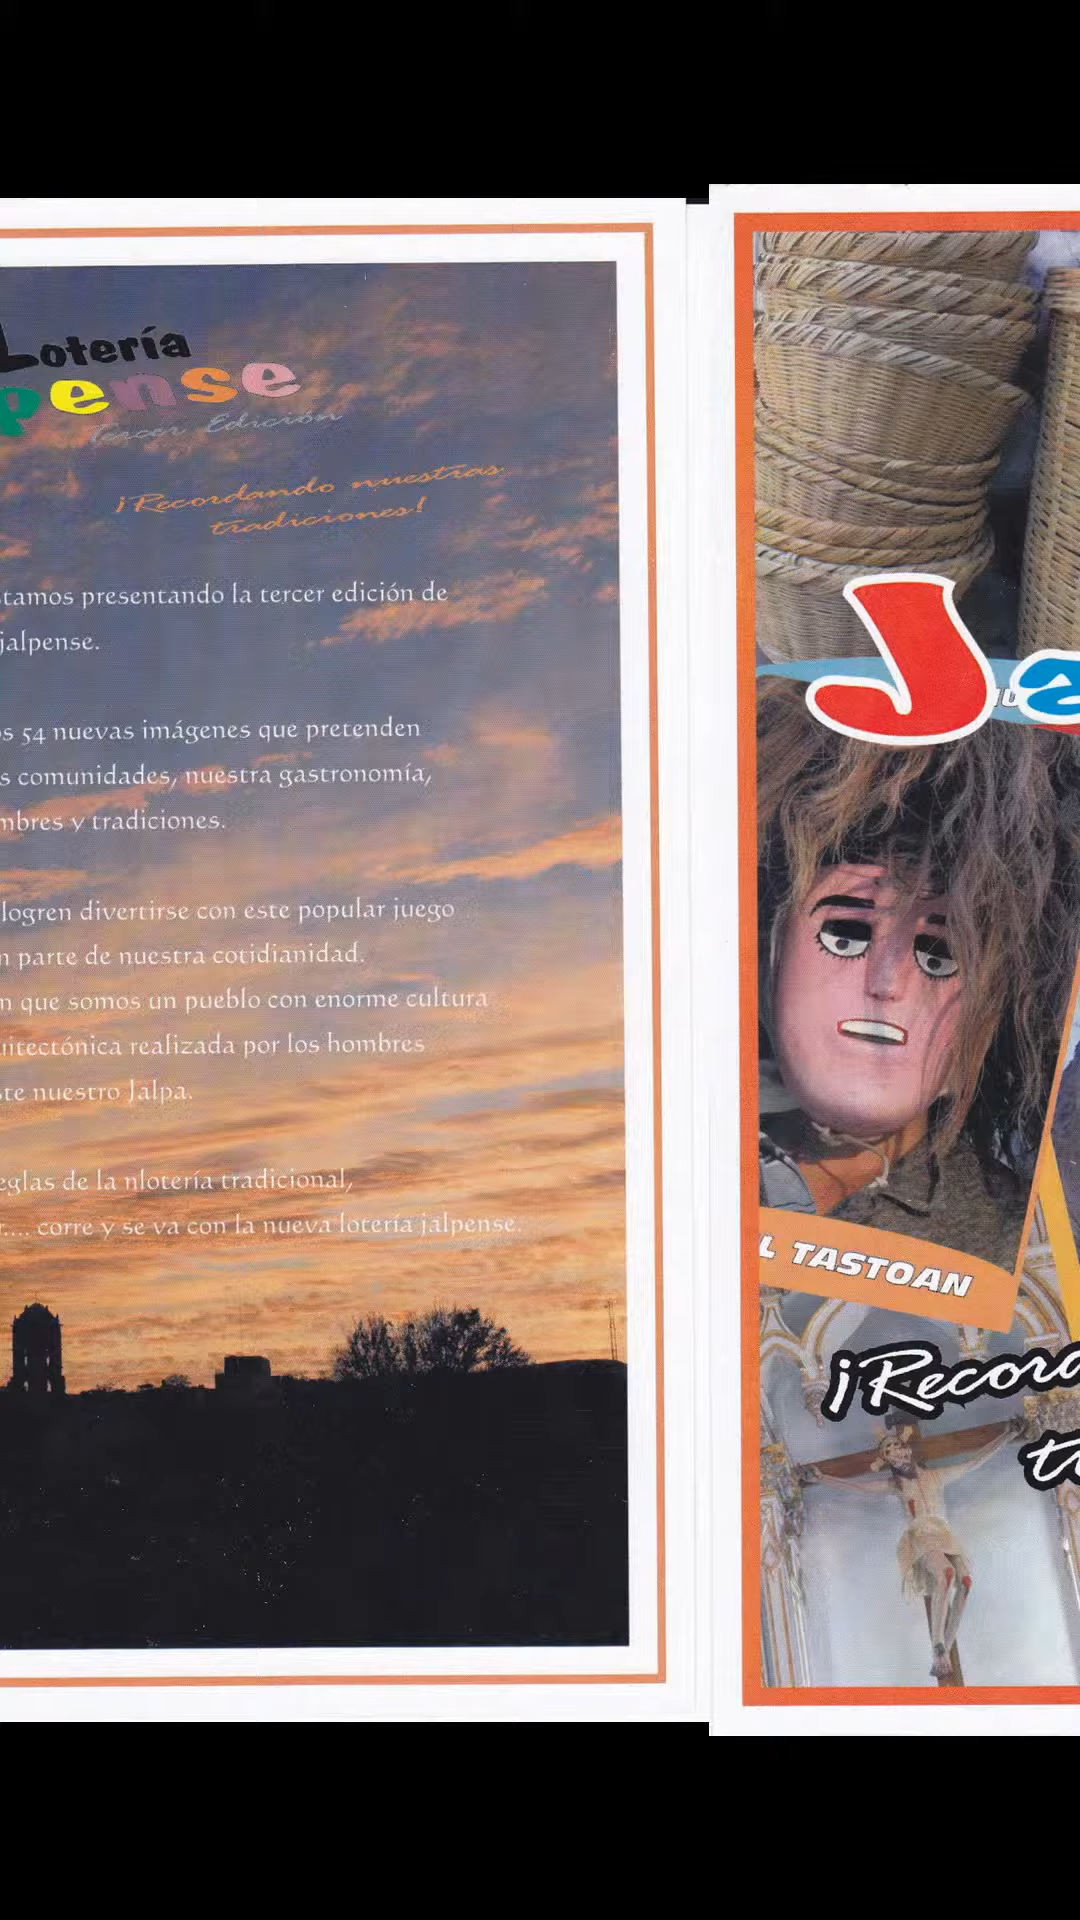 Lotería
pense
Tercer Edición
¡Recordando nuestras
tradiciones!
stamos presentando la tercer edición de
jalpense.
s 54 nuevas imágenes que pretenden
s comunidades, nuestra gastronomía,
mbres y tradiciones.
logren divertirse con este popular juego
n parte de nuestra cotidianidad.
n que somos un pueblo con enorme cultura
uitectónica realizada por los hombres
te nuestro Jalpa.
eglas de la nlotería tradicional,
r.... corre y se va con la nueva lotería jalpense.
Ja
L TASTOAN
¡Record
t